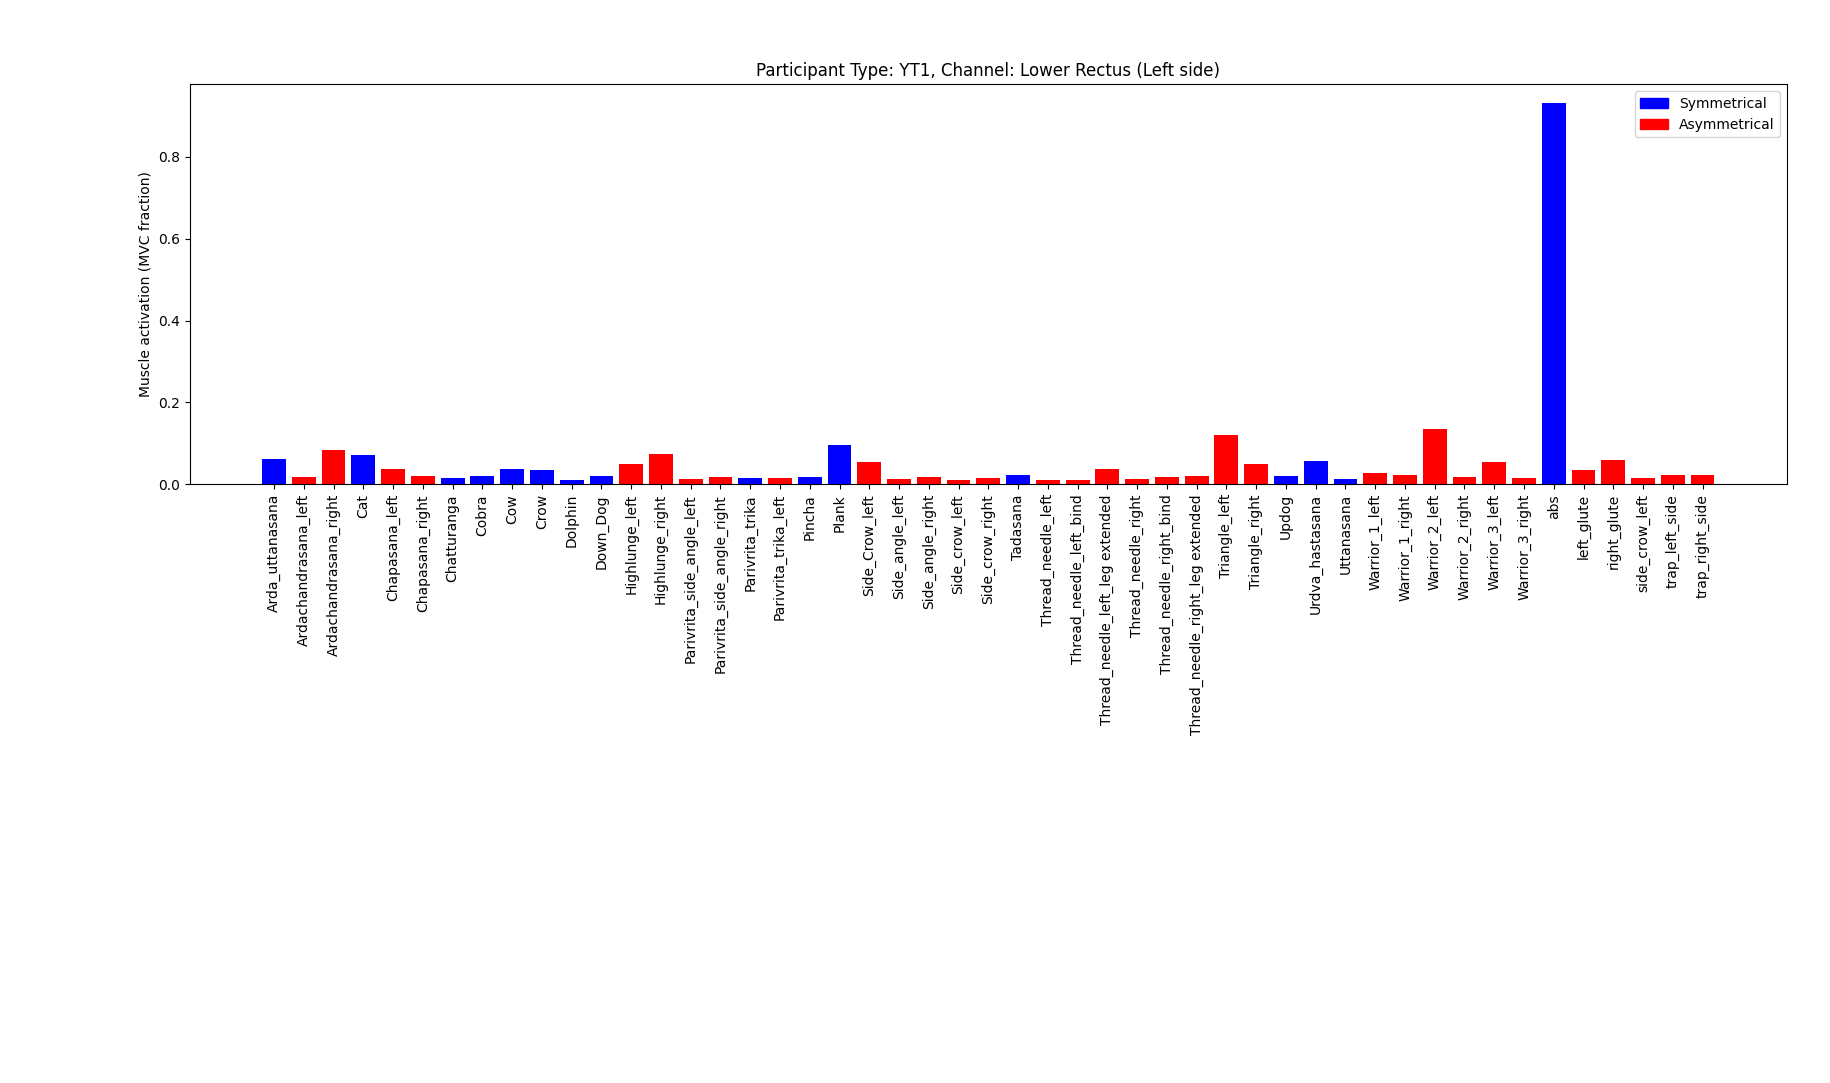 Participant Type: YT1, Channel: Lower Rectus (Left side)
Symmetrical
Asymmetrical
Muscle activation (MVC fraction)
0.8
0.6
0.4
0.2
0.0
Arda_uttanasana
Ardachandrasana_left
Ardachandrasana_right
Cat
Chapasana_left
Chapasana_right
Chatturanga
Cobra
Cow
Crow
Dolphin
Down_Dog
Highlunge_left
Highlunge_right
Parivrita_side_angle_left
Parivrita_side_angle_right
Parivrita_trika
Parivrita_trika_left
Pincha
Plank
Side_Crow_left
Side_angle_left
Side_angle_right
Side_crow_left
Side_crow_right
Tadasana
Thread_needle_left
Thread_needle_left_bind
Thread_needle_left_leg extended
Thread_needle_right
Thread_needle_right_bind
Thread_needle_right_leg extended
Triangle_left
Triangle_right
Updog
Urdva_hastasana
Uttanasana
Warrior_1_left
Warrior_1_right
Warrior_2_left
Warrior_2_right
Warrior_3_left
Warrior_3_right
abs
left_glute
right_glute
side_crow_left
trap_left_side
trap_right_side